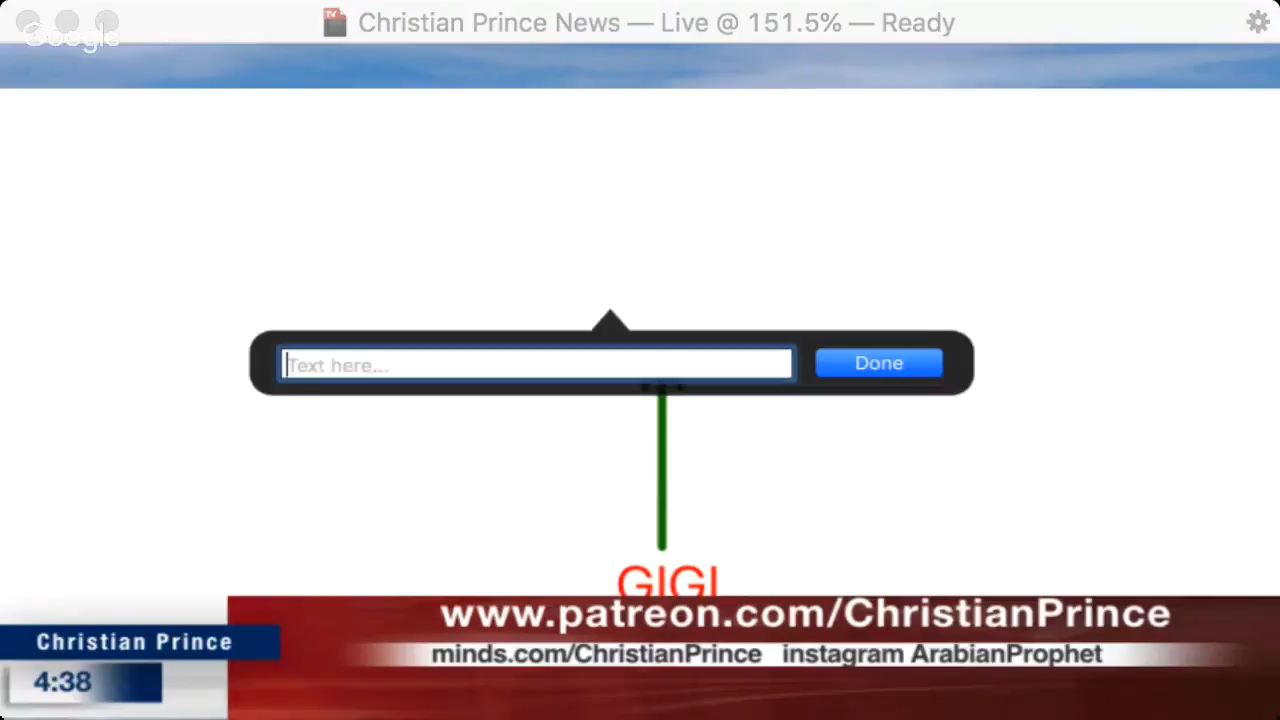 Christian Prince News — Live @ 151.5% — Ready
Google
Text here...
Done
GIGI
www.patreon.com/ChristianPrince
Christian Prince
minds.com/ChristianPrince instagram ArabianProphet
4:38